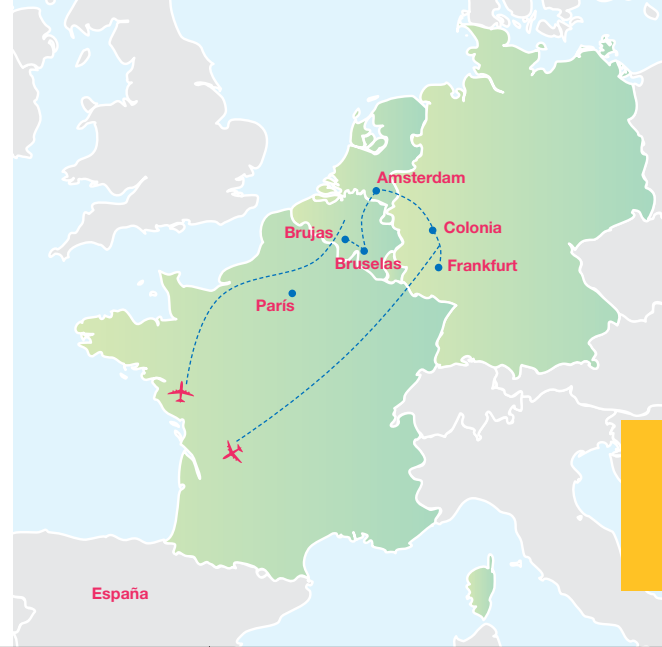 Amsterdam
Colonia
Brujas
Bruselas
Frankfurt
París
España